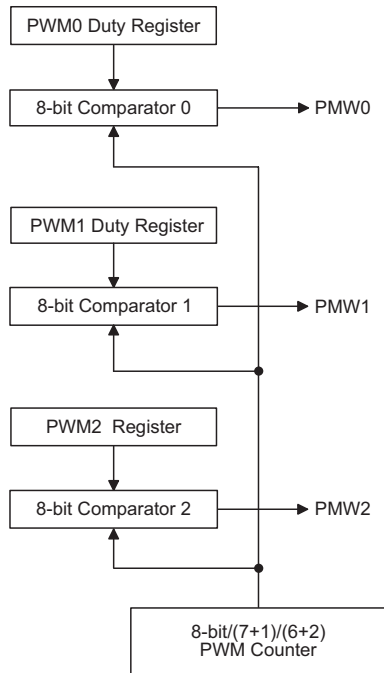 PWM0 Duty Register
8-bit Comparator 0
PMW0
PWM1 Duty Register
8-bit Comparator 1
PMW1
PWM2 Register
8-bit Comparator 2
PMW2
8-bit/(7+1)/(6+2)
PWM Counter